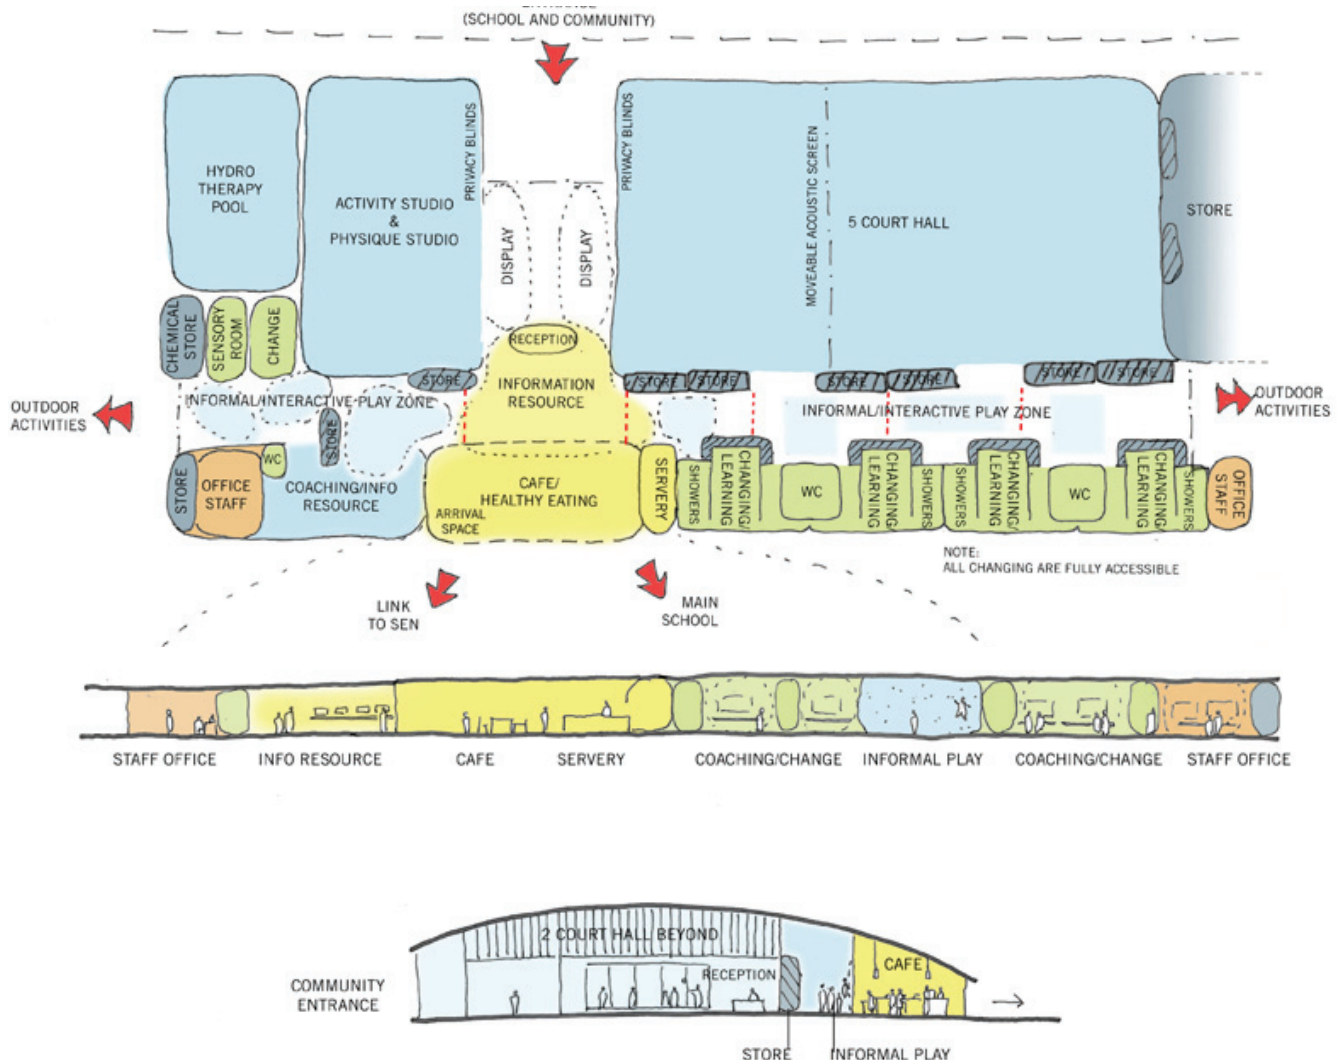 (SCHOOL AND COMMUNITY)
HYDRO
THERAPY
POOL
ACTIVITY STUDIO
&
PHYSIQUE STUDIO
PRIVACY BLINDS
DISPLAY
DISPLAY
PRIVACY BLINDS
MOVEABLE ACOUSTIC SCREEN
5 COURT HALL
STORE
CHEMICAL
STORE
SENSORY
ROOM
CHANGE
RECEPTION
INFORMATION
RESOURCE
STORE
STORE
STORE
STORE
STORE
STORE
STORE
OUTDOOR
ACTIVITIES
INFORMAL/INTERACTIVE PLAY ZONE
INFORMAL/INTERACTIVE PLAY ZONE
OUTDOOR
ACTIVITIES
STORE
STORE
OFFICE
STAFF
WC
COACHING/INFO
RESOURCE
CAFE/
HEALTHY EATING
ARRIVAL
SPACE
SERVERY
SHOWERS
CHANGING/
LEARNING
WC
CHANGING/
LEARNING
SHOWERS
SHOWERS
CHANGING/
LEARNING
WC
CHANGING/
LEARNING
SHOWERS
OFFICE
STAFF
NOTE:
ALL CHANGING ARE FULLY ACCESSIBLE
LINK
TO SEN
MAIN
SCHOOL
STAFF OFFICE
INFO RESOURCE
CAFE
SERVERY
COACHING/CHANGE
INFORMAL PLAY
COACHING/CHANGE
STAFF OFFICE
2 COURT HALL BEYOND
RECEPTION
CAFE
COMMUNITY
ENTRANCE
STORE
INFORMAL PLAY